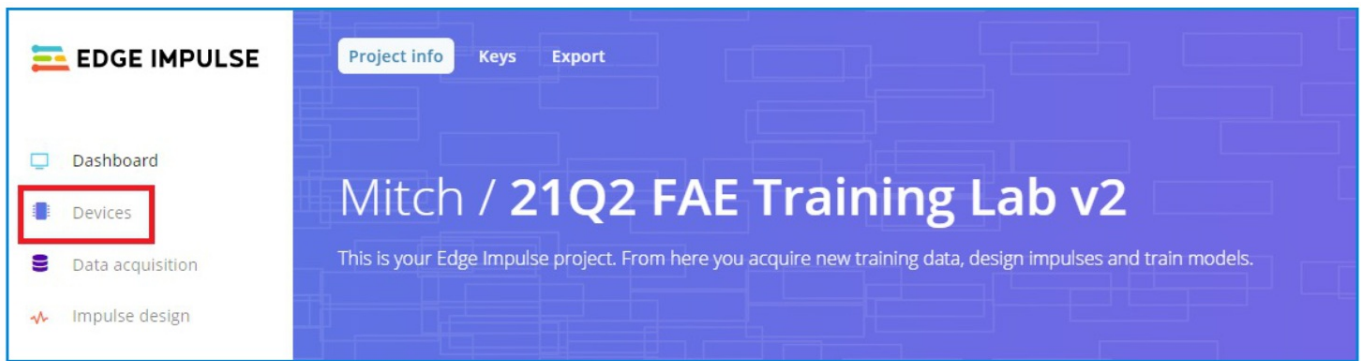 EDGE IMPULSE
Project info Keys Export
Dashboard
Devices
Data acquisition
Impulse design
Mitch / 21Q2 FAE Training Lab v2
This is your Edge Impulse project. From here you acquire new training data, design impulses and train models.